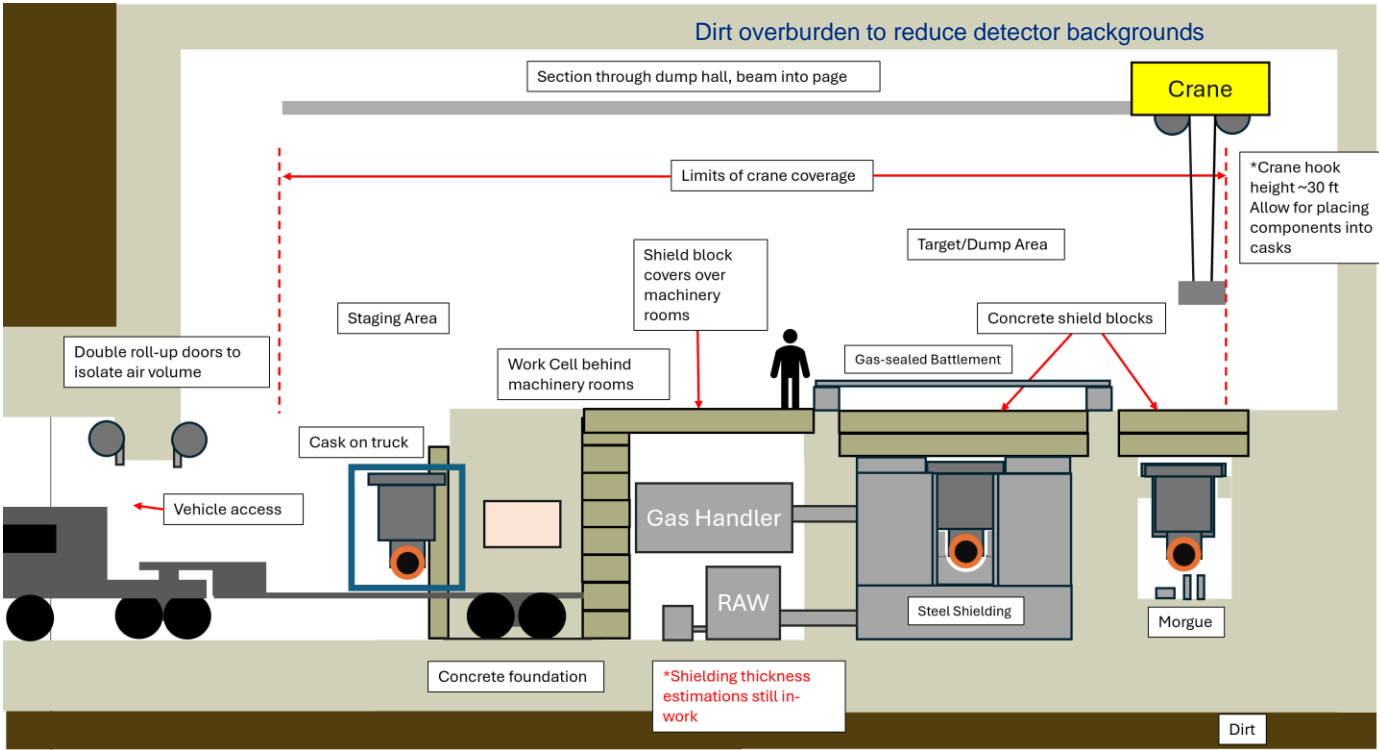 Dirt overburden to reduce detector backgrounds
Section through dump hall, beam into page
Crane
Limits of crane coverage
*Crane hook
height ~30 ft
Allow for placing
components into
casks
Target/Dump Area
Shield block
covers over
machinery
rooms
Staging Area
Concrete shield blocks
Double roll-up doors to
isolate air volume
Work Cell behind
machinery rooms
Gas-sealed Battlement
Cask on truck
Vehicle access
Gas Handler
RAW
Steel Shielding
Morgue
Concrete foundation
*Shielding thickness
estimations still in-
work
Dirt